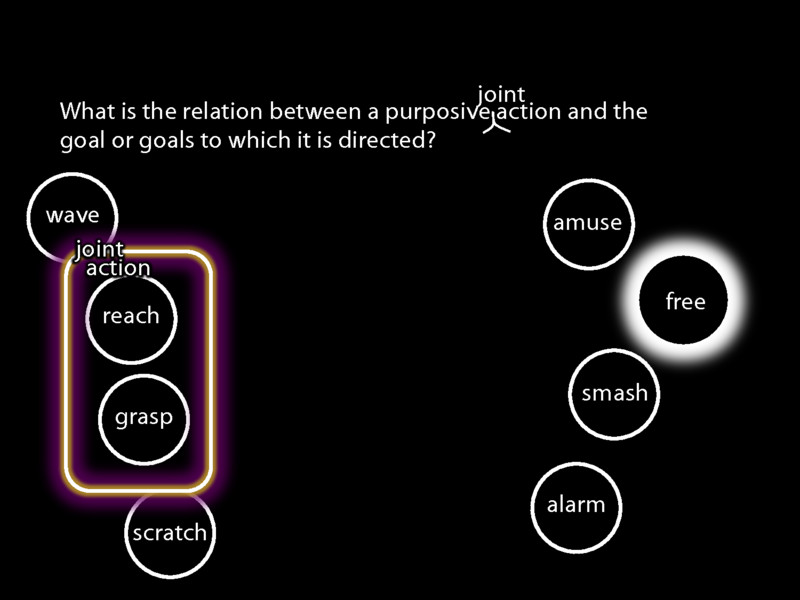 joint
What is the relation between a purposive action and the
goal or goals to which it is directed?
wave
amuse
joint
action
free
reach
smash
grasp
alarm
scratch